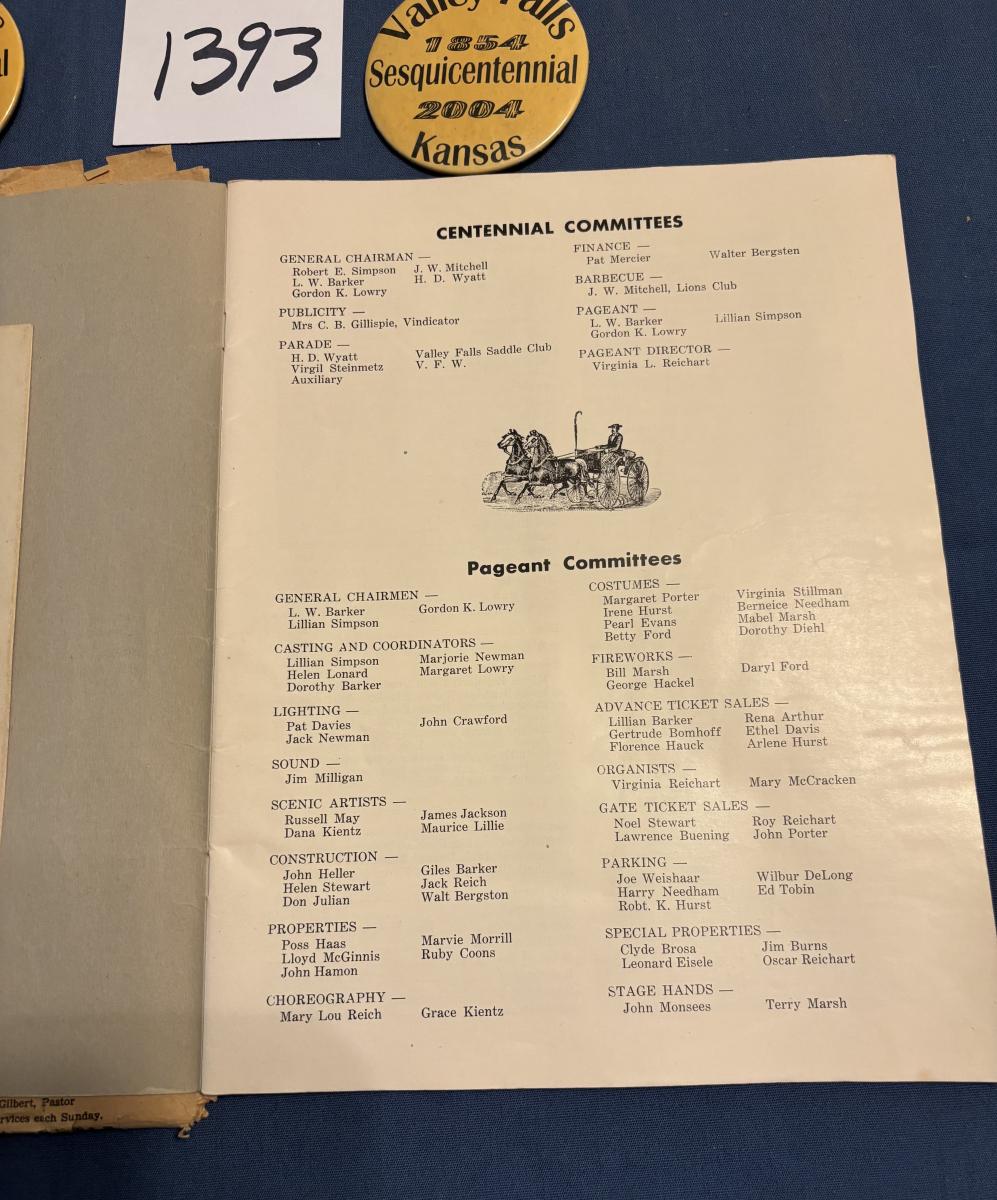 1393
Valley Falls
1854
Sesquicentennial
2004
Kansas
CENTENNIAL COMMITTEES
GENERAL CHAIRMAN —
Robert E. Simpson J. W. Mitchell
L. W. Barker H. D. Wyatt
Gordon K. Lowry
PUBLICITY —
Mrs C. B. Gillispie, Vindicator
PARADE —
H. D. Wyatt Valley Falls Saddle Club
Virgil Steinmetz V. F. W.
Auxiliary
FINANCE —
Pat Mercier Walter Bergsten
BARBECUE —
J. W. Mitchell, Lions Club
PAGEANT —
L. W. Barker Lillian Simpson
Gordon K. Lowry
PAGEANT DIRECTOR —
Virginia L. Reichart
Pageant Committees
GENERAL CHAIRMEN —
L. W. Barker Gordon K. Lowry
Lillian Simpson
CASTING AND COORDINATORS —
Lillian Simpson Marjorie Newman
Helen Lonard Margaret Lowry
Dorothy Barker
LIGHTING —
Pat Davies John Crawford
Jack Newman
SOUND —
Jim Milligan
SCENIC ARTISTS —
Russell May James Jackson
Dana Kientz Maurice Lillie
CONSTRUCTION —
John Heller Giles Barker
Helen Stewart Jack Reich
Don Julian Walt Bergston
PROPERTIES —
Poss Haas Marvie Morrill
Lloyd McGinnis Ruby Coons
John Hamon
CHOREOGRAPHY —
Mary Lou Reich Grace Kientz
COSTUMES —
Margaret Porter Virginia Stillman
Irene Hurst Berneice Needham
Pearl Evans Mabel Marsh
Betty Ford Dorothy Diehl
FIREWORKS —
Bill Marsh Daryl Ford
George Hackel
ADVANCE TICKET SALES —
Lillian Barker Rena Arthur
Gertrude Bomhoff Ethel Davis
Florence Hauck Arlene Hurst
ORGANISTS —
Virginia Reichart Mary McCracken
GATE TICKET SALES —
Noel Stewart Roy Reichart
Lawrence Buening John Porter
PARKING —
Joe Weishaar Wilbur DeLong
Harry Needham Ed Tobin
Robt. K. Hurst
SPECIAL PROPERTIES —
Clyde Brosa Jim Burns
Leonard Eisele Oscar Reichart
STAGE HANDS —
John Monsees Terry Marsh
Gilbert, Pastor
rvices each Sunday.